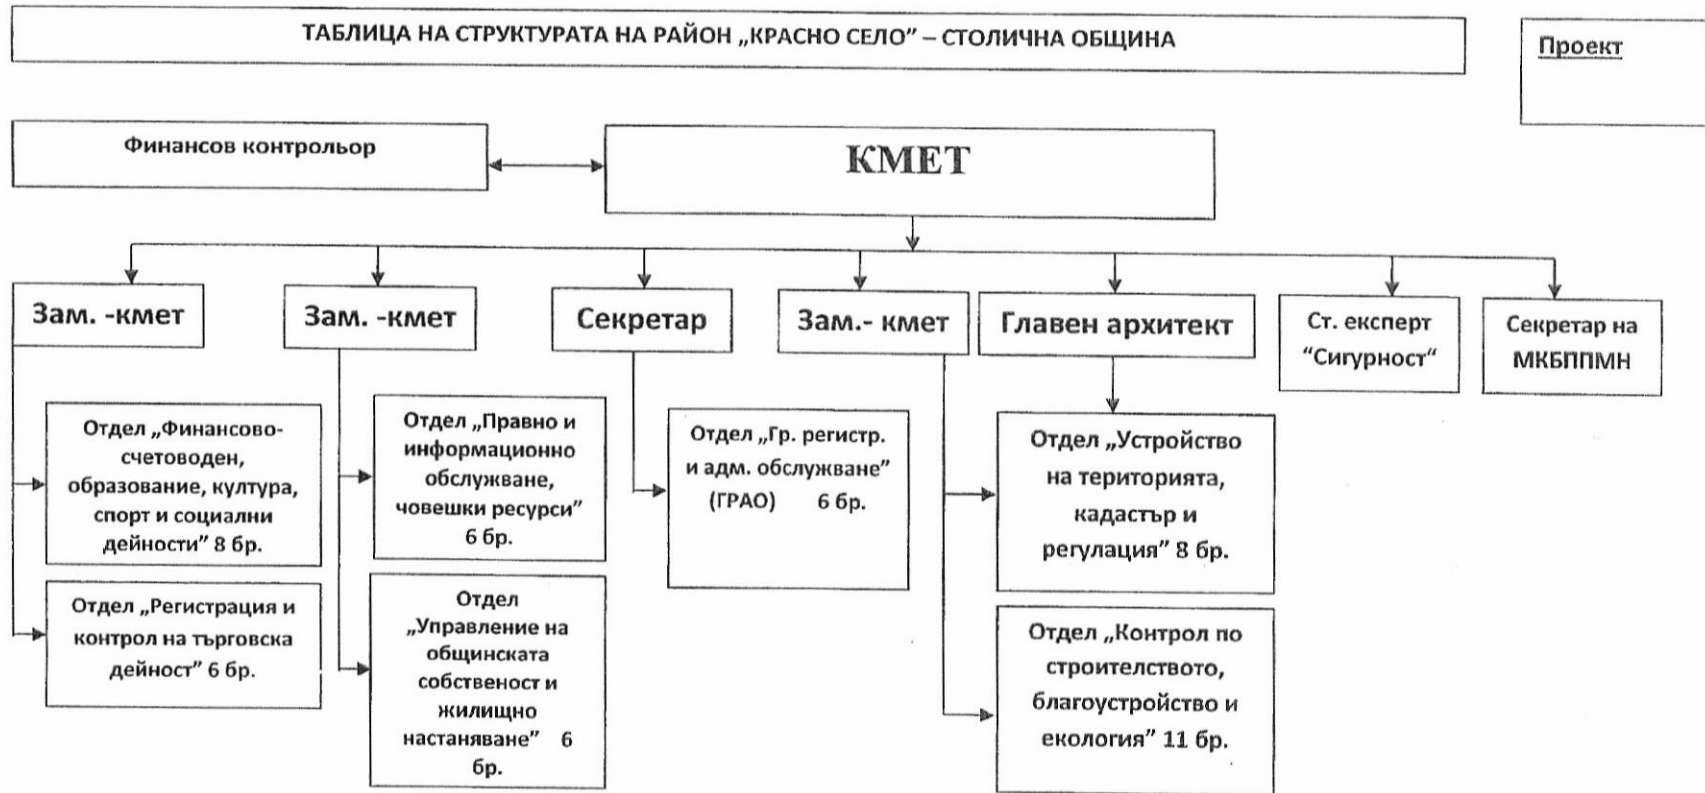 ТАБЛИЦА НА СТРУКТУРАТА НА РАЙОН „КРАСНО СЕЛО” – СТОЛИЧНА ОБЩИНА
Проект
Финансов контрольор
КМЕТ
Зам. -кмет
Зам. -кмет
Секретар
Зам.- кмет
Главен архитект
Ст. експерт
“Сигурност“
Секретар на
МКБППМН
Отдел „Финансово-
счетоводен,
образование, култура,
спорт и социални
дейности” 8 бр.
Отдел „Правно и
информационно
обслужване,
човешки ресурси”
6 бр.
Отдел „Гр. регистр.
и адм. обслужване”
(ГРАО) 6 бр.
Отдел „Устройство
на територията,
кадастър и
регулация” 8 бр.
Отдел „Регистрация и
контрол на търговска
дейност” 6 бр.
Отдел
„Управление на
общинската
собственост и
жилищно
настаняване” 6
бр.
Отдел „Контрол по
строителството,
благоустройство и
екология” 11 бр.